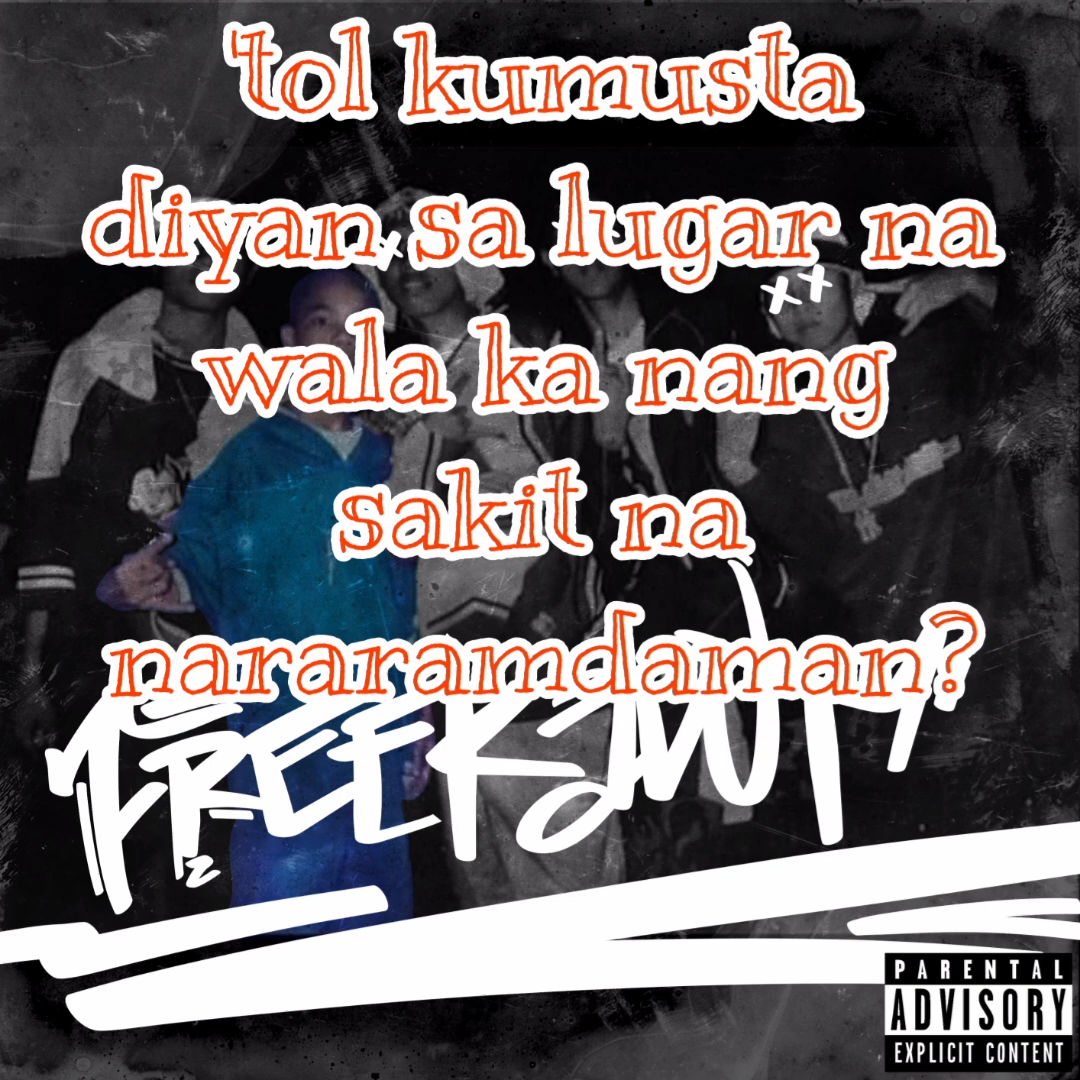 'tol kumusta
diyan sa lugar na
wala ka nang
sakit na
nararamdaman?
PARENTAL
ADVISORY
EXPLICIT CONTENT